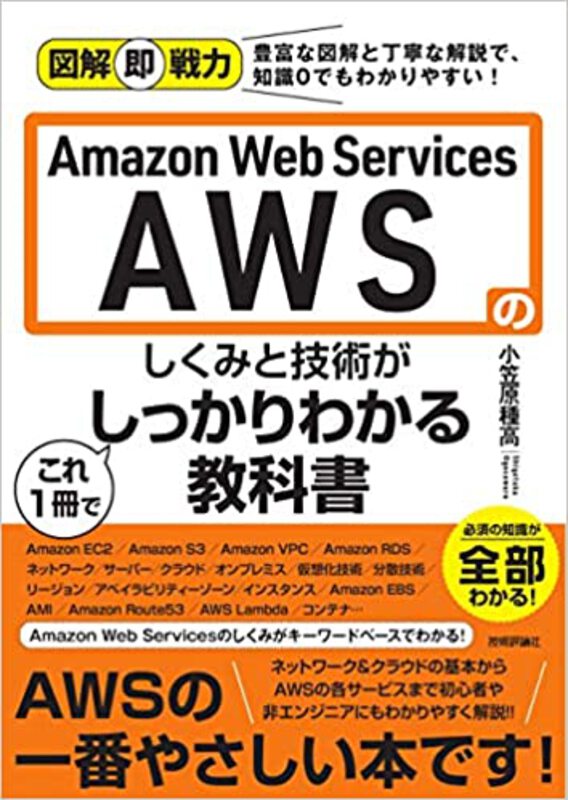 図解即戦力
豊富な図解と丁寧な解説で、
知識0でもわかりやすい!
Amazon Web Services
AWSの
しくみと技術が
しっかりわかる
教科書
小笠原種高
Shigetaka
Ogasawara
これ
1冊で
Amazon EC2/Amazon S3/Amazon VPC/Amazon RDS/
ネットワーク/サーバー/クラウド/オンプレミス/仮想化技術/分散技術/
リージョン/アベイラビリティーゾーン/インスタンス/Amazon EBS/
AMI/Amazon Route53/AWS Lambda/コンテナ…
Amazon Web Servicesのしくみがキーワードベースでわかる!
必須の知識が
全部
わかる!
技術評論社
ネットワーク&クラウドの基本から
AWSの各サービスまで初心者や
非エンジニアにもわかりやすく解説!!
AWSの
一番やさしい本です!